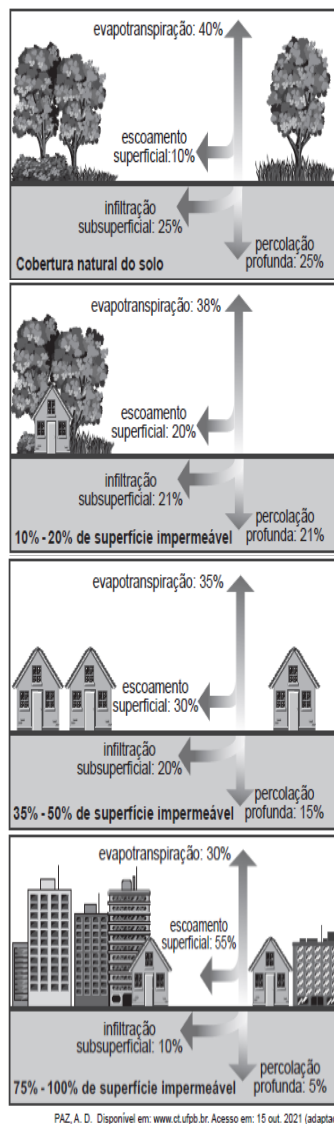 evapotranspiração: 40%
escoamento
superficial:10%
infiltração
subsuperficial: 25%
percolação
profunda: 25%
Cobertura natural do solo
evapotranspiração: 38%
escoamento
superficial: 20%
infiltração
subsuperficial: 21%
percolação
profunda: 21%
10% - 20% de superfície impermeável
evapotranspiração: 35%
escoamento
superficial: 30%
infiltração
subsuperficial: 20%
percolação
profunda: 15%
35% - 50% de superfície impermeável
evapotranspiração: 30%
escoamento
superficial: 55%
infiltração
subsuperficial: 10%
percolação
profunda: 5%
75% - 100% de superfície impermeável
PAZ, A. D. Disponível em: www.ct.ufpb.br. Acesso em: 15 out. 2021 (adapta